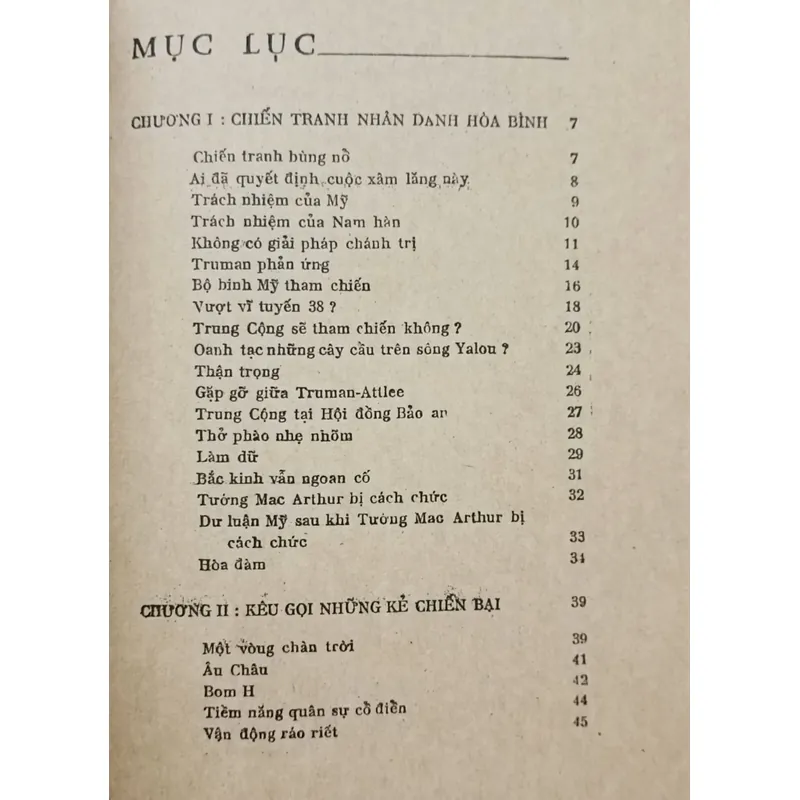 MỤC LỤC
CHƯƠNG I : CHIẾN TRANH NHÂN DANH HÒA BÌNH 7
Chiến tranh bùng nổ 7
Ai đã quyết định cuộc xâm lăng này 8
Trách nhiệm của Mỹ 9
Trách nhiệm của Nam hàn 10
Không có giải pháp chánh trị 11
Truman phản ứng 14
Bộ binh Mỹ tham chiến 16
Vượt vĩ tuyến 38 ? 18
Trung Cộng sẽ tham chiến không ? 20
Oanh tạc những cây cầu trên sông Yalou ? 23
Thận trọng 24
Gặp gỡ giữa Truman-Attlee 26
Trung Cộng tại Hội đồng Bảo an 27
Thở phào nhẹ nhõm 28
Làm dữ 29
Bắc kinh vẫn ngoan cố 31
Tướng Mac Arthur bị cách chức 32
Dư luận Mỹ sau khi Tướng Mac Arthur bị
cách chức 33
Hòa đàm 34
CHƯƠNG II : KÊU GỌI NHỮNG KẺ CHIẾN BẠI 39
Một vòng chân trời 39
Âu Châu 41
Bom H 42
Tiềm năng quân sự cổ điển 44
Vận động ráo riết 45